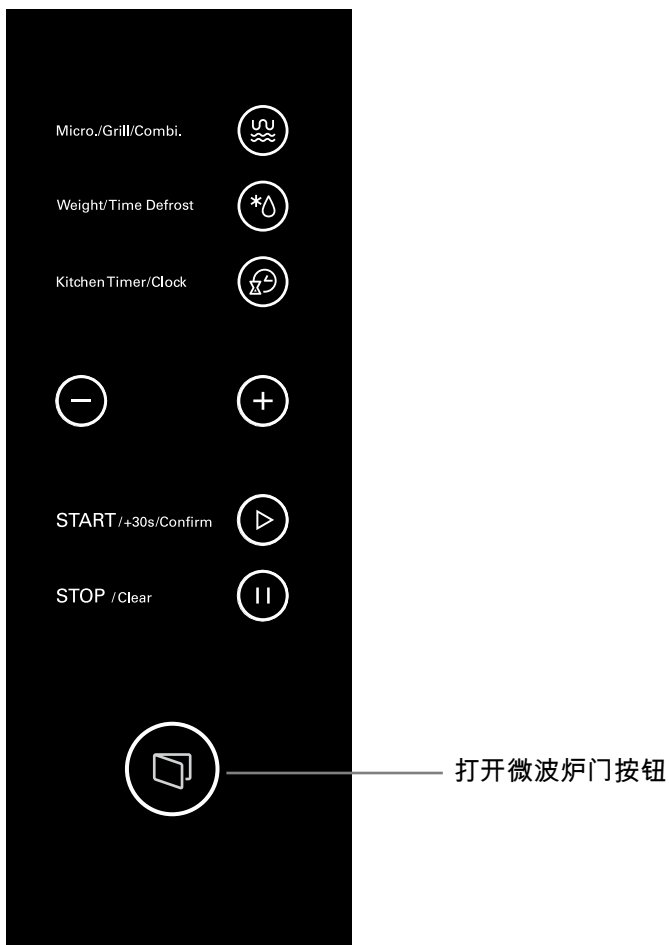 Micro./Grill/Combi.
Weight/Time Defrost
Kitchen Timer/Clock
START/+30s/Confirm
STOP /Clear
打开微波炉门按钮